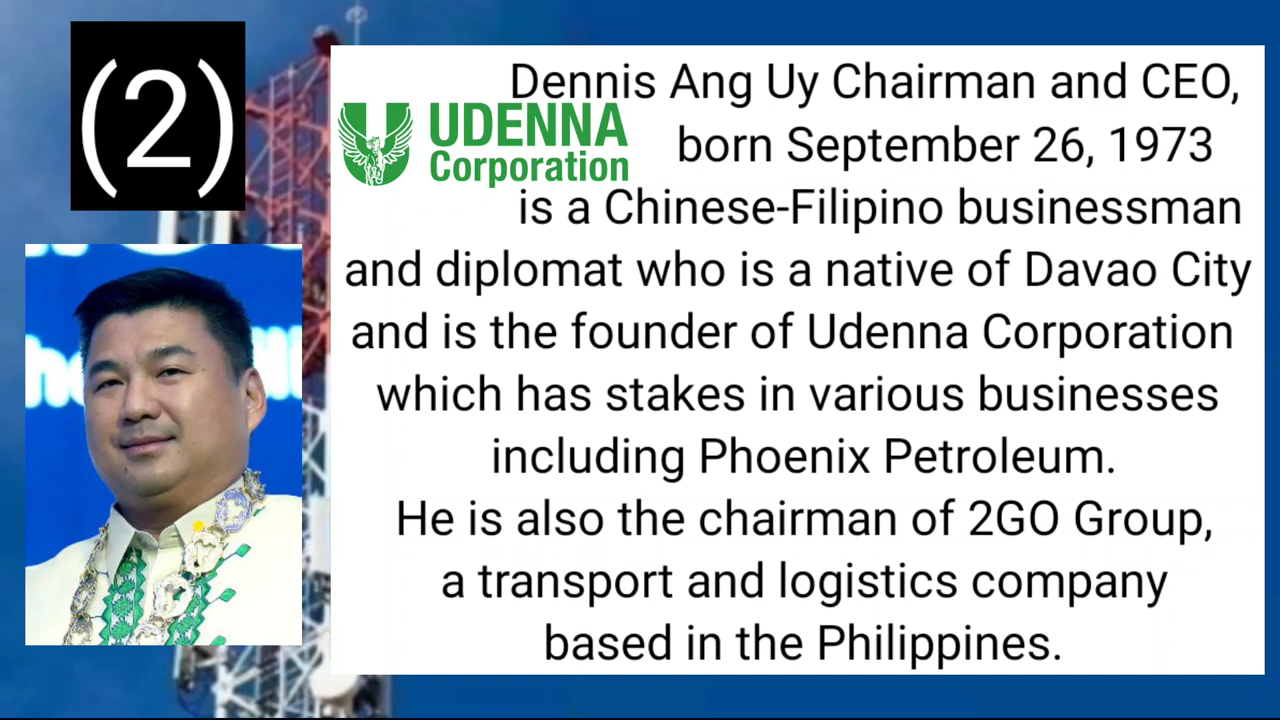 (2)
Dennis Ang Uy Chairman and CEO,
UDENNA
Corporation
born September 26, 1973
is a Chinese-Filipino businessman
and diplomat who is a native of Davao City
and is the founder of Udenna Corporation
which has stakes in various businesses
including Phoenix Petroleum.
He is also the chairman of 2GO Group,
a transport and logistics company
based in the Philippines.